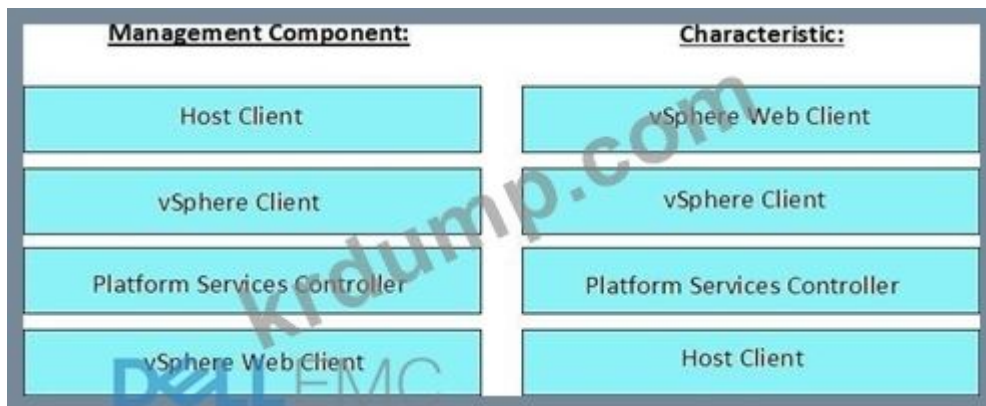 Management Component:
Characteristic:
Host Client
vSphere Web Client
vSphere Client
vSphere Client
Platform Services Controller
Platform Services Controller
vSphere Web Client
Host Client
krdump.com
DELL EMC